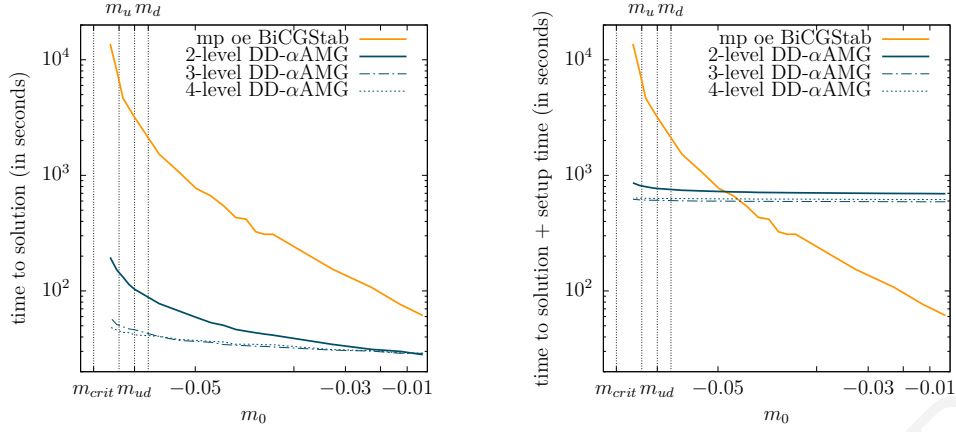 m_u m_d
10^4
10^3
10^2
time to solution (in seconds)
mp oe BiCGStab
2-level DD-αAMG
3-level DD-αAMG
4-level DD-αAMG
m_crit m_ud −0.05 −0.03 −0.01
m_0
m_u m_d
10^4
10^3
10^2
time to solution + setup time (in seconds)
mp oe BiCGStab
2-level DD-αAMG
3-level DD-αAMG
4-level DD-αAMG
m_crit m_ud −0.05 −0.03 −0.01
m_0